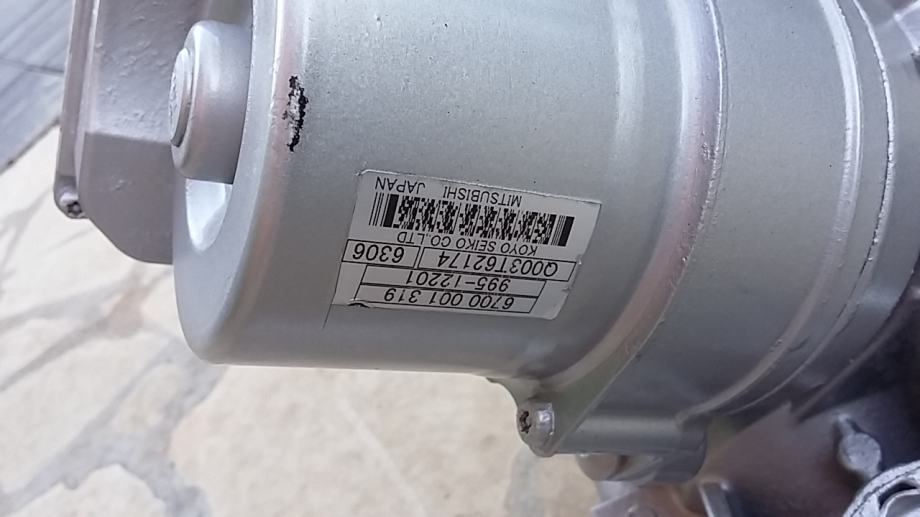 6700 001 319
995-12201
Q003T62174 6306
KOYO SEIKO CO.,LTD
MITSUBISHI JAPAN